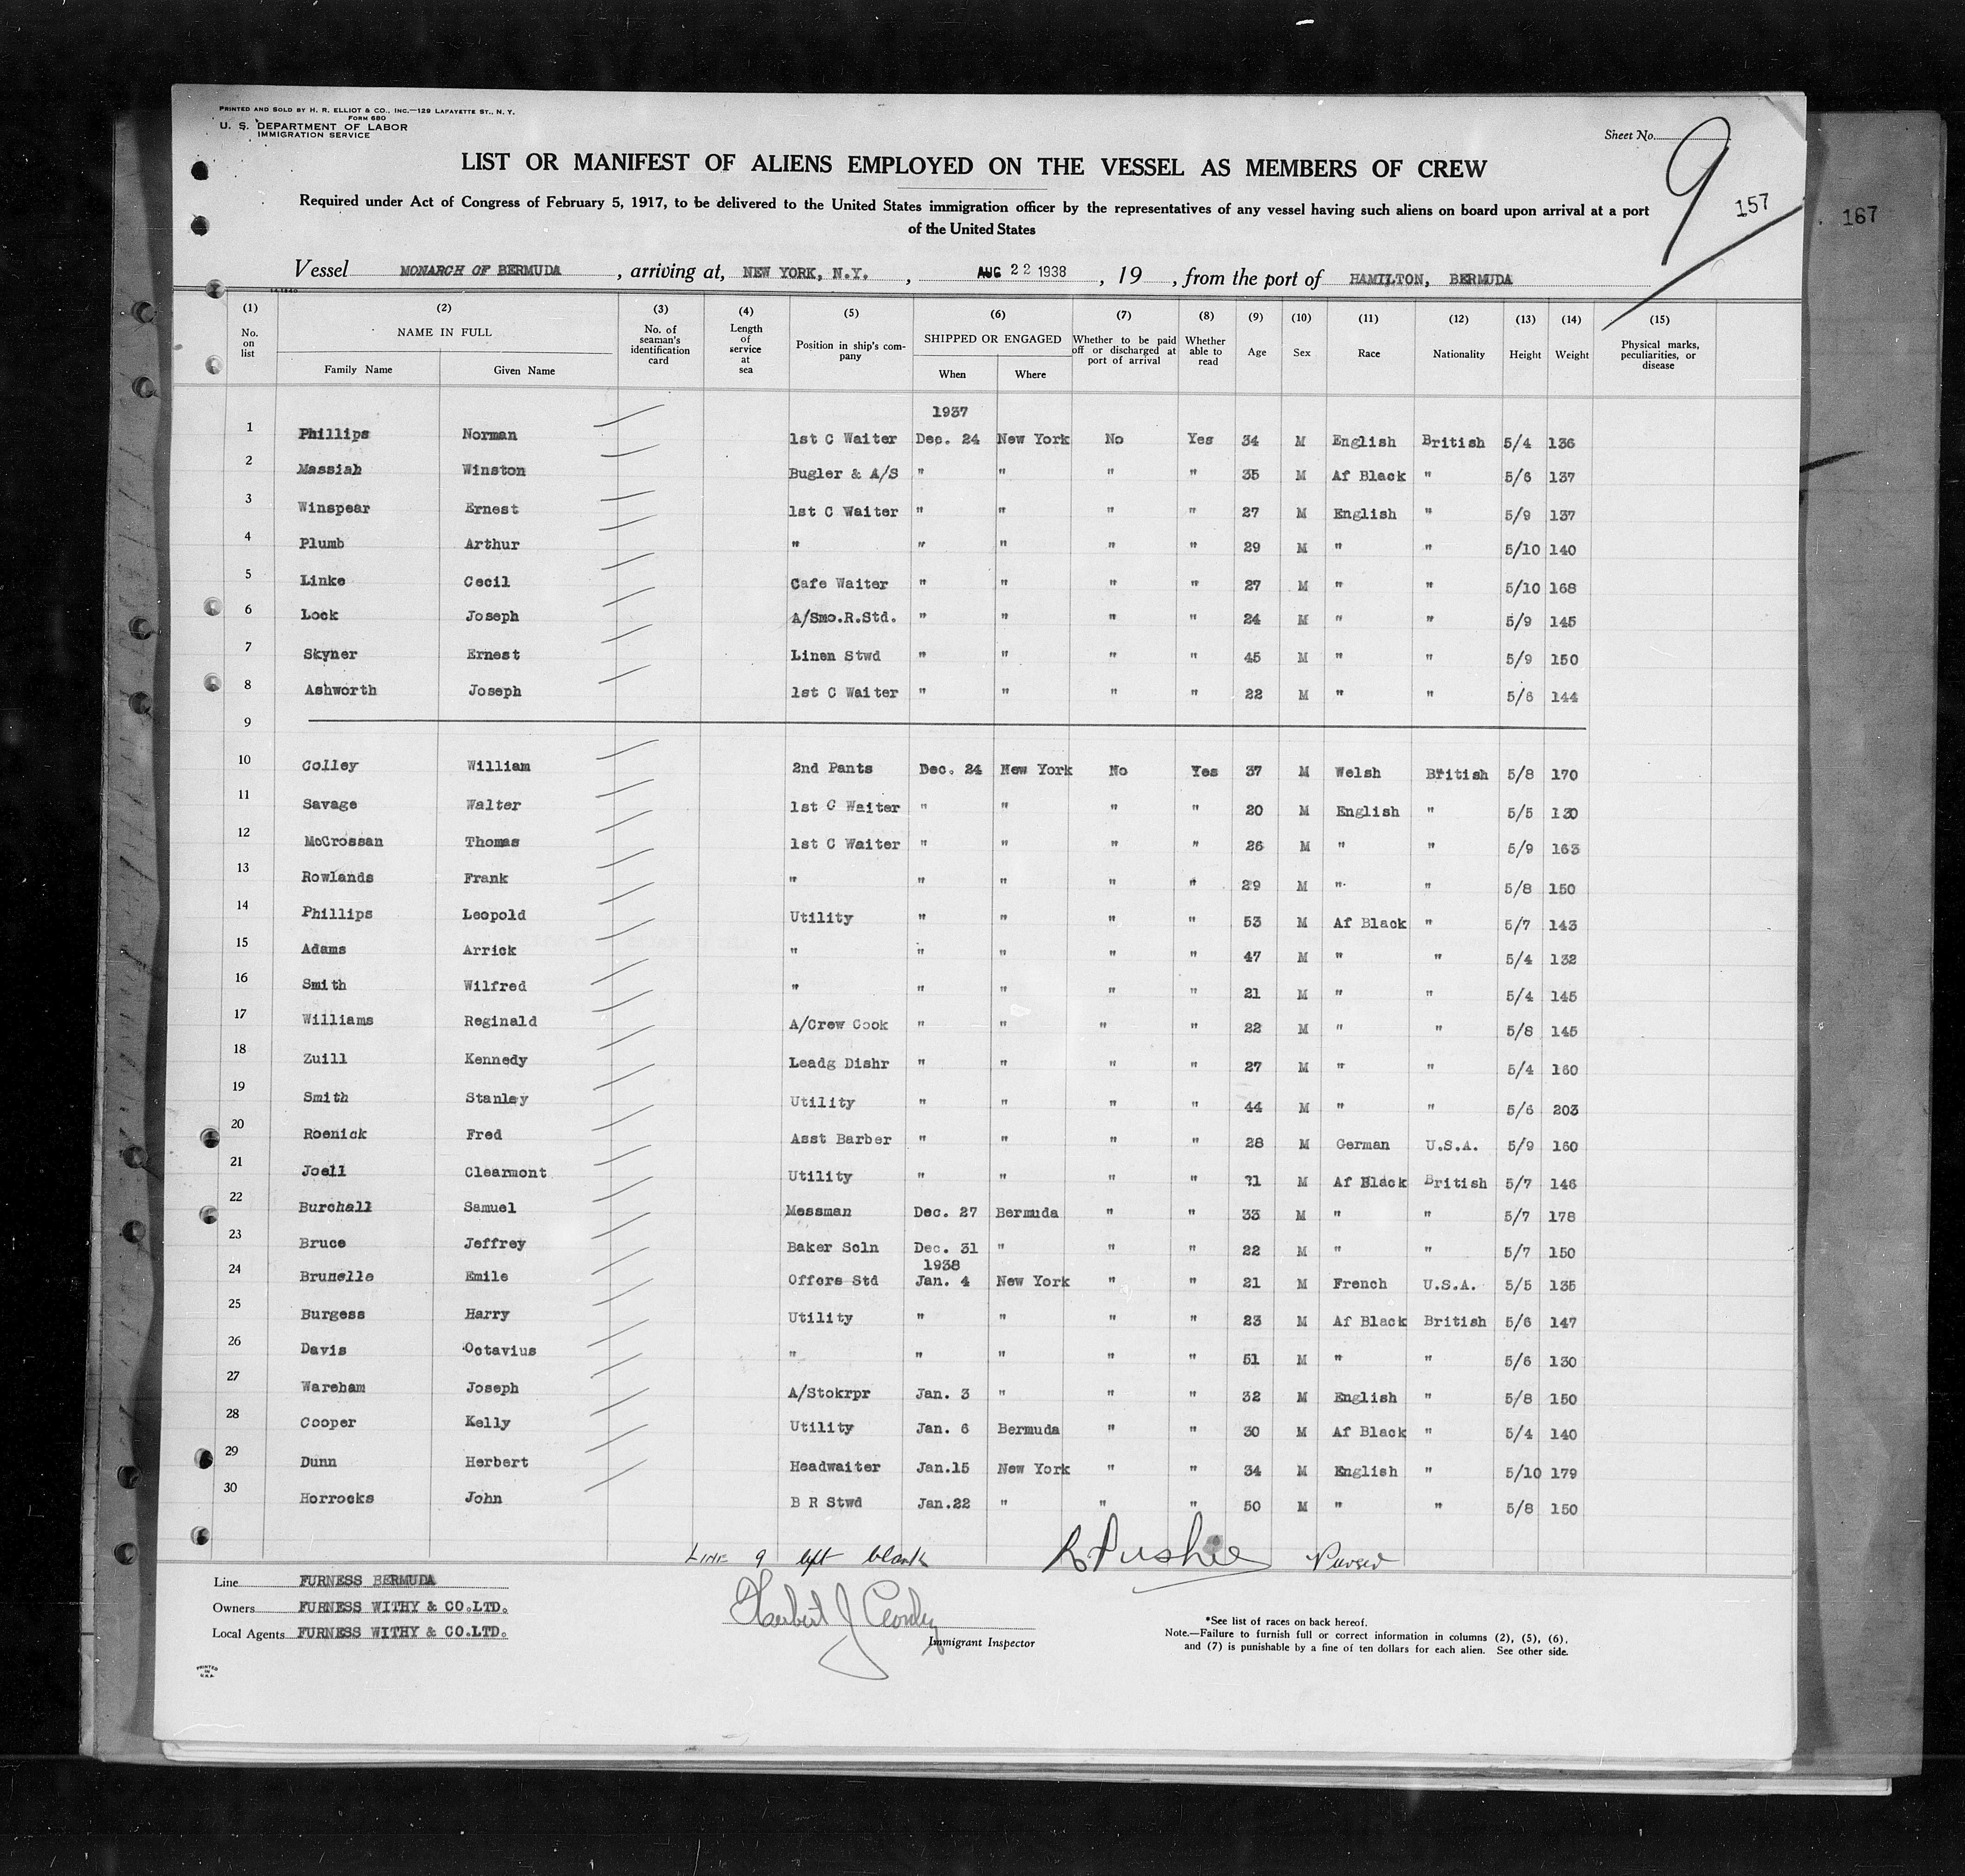 PRINTED AND SOLD BY H. R. ELLIOT & CO., INC.—129 LAFAYETTE ST., N. Y.
FORM 680
U. S. DEPARTMENT OF LABOR
IMMIGRATION SERVICE
Sheet No. 9
157
167
LIST OR MANIFEST OF ALIENS EMPLOYED ON THE VESSEL AS MEMBERS OF CREW
Required under Act of Congress of February 5, 1917, to be delivered to the United States immigration officer by the representatives of any vessel having such aliens on board upon arrival at a port
of the United States
Vessel MONARCH OF BERMUDA, arriving at, NEW YORK, N.Y., AUG 22 1938, 19 , from the port of HAMILTON, BERMUDA
(1) (2) (3) (4) (5) (6) (7) (8) (9) (10) (11) (12) (13) (14) (15)
No. on list NAME IN FULL Family Name Given Name No. of seaman's identification card Length of service at sea Position in ship's company SHIPPED OR ENGAGED When Where Whether to be paid off or discharged at port of arrival Whether able to read Age Sex Race Nationality Height Weight Physical marks, peculiarities, or disease
1937
1 Phillips Norman 1st C Waiter Dec. 24 New York No Yes 34 M English British 5/4 136
2 Massiah Winston Bugler & A/S " " " " 35 M Af Black " 5/6 137
3 Winspear Ernest 1st C Waiter " " " " 27 M English " 5/9 137
4 Plumb Arthur " " " " " 29 M " " 5/10 140
5 Linke Cecil Cafe Waiter " " " " 27 M " " 5/10 168
6 Lock Joseph A/Smo.R.Std. " " " " 24 M " " 5/9 145
7 Skyner Ernest Linen Stwd " " " " 45 M " " 5/9 150
8 Ashworth Joseph 1st C Waiter " " " " 22 M " " 5/6 144
9
10 Colley William 2nd Pants Dec. 24 New York No Yes 37 M Welsh British 5/8 170
11 Savage Walter 1st C Waiter " " " " 20 M English " 5/5 130
12 McCrossan Thomas 1st C Waiter " " " " 26 M " " 5/9 163
13 Rowlands Frank " " " " " 29 M " " 5/8 150
14 Phillips Leopold Utility " " " " 53 M Af Black " 5/7 143
15 Adams Arrick " " " " " 47 M " " 5/4 132
16 Smith Wilfred " " " " " 21 M " " 5/4 145
17 Williams Reginald A/Crew Cook " " " " 22 M " " 5/8 145
18 Zuill Kennedy Leadg Dishr " " " " 27 M " " 5/4 160
19 Smith Stanley Utility " " " " 44 M " " 5/6 203
20 Roenick Fred Asst Barber " " " " 28 M German U.S.A. 5/9 160
21 Joell Clearmont Utility " " " " 31 M Af Black British 5/7 146
22 Burchall Samuel Messman Dec. 27 Bermuda " " 33 M " " 5/7 178
23 Bruce Jeffrey Baker Soln Dec. 31 " " " 22 M " " 5/7 150
1938
24 Brunelle Emile Offors Std Jan. 4 New York " " 21 M French U.S.A. 5/5 135
25 Burgess Harry Utility " " " " 23 M Af Black British 5/6 147
26 Davis Octavius " " " " " 51 M " " 5/6 130
27 Wareham Joseph A/Stokrpr Jan. 3 " " " 32 M English " 5/8 150
28 Cooper Kelly Utility Jan. 6 Bermuda " " 30 M Af Black " 5/4 140
29 Dunn Herbert Headwaiter Jan.15 New York " " 34 M English " 5/10 179
30 Horrocks John B R Stwd Jan.22 " " " 50 M " " 5/8 150
Line 9 left blank Purser
Line FURNESS BERMUDA
Owners FURNESS WITHY & CO.LTD.
Local Agents FURNESS WITHY & CO.LTD.
Herbert J
Immigrant Inspector
*See list of races on back hereof.
Note.—Failure to furnish full or correct information in columns (2), (5), (6),
and (7) is punishable by a fine of ten dollars for each alien. See other side.
PRINTED
IN
U.S.A.